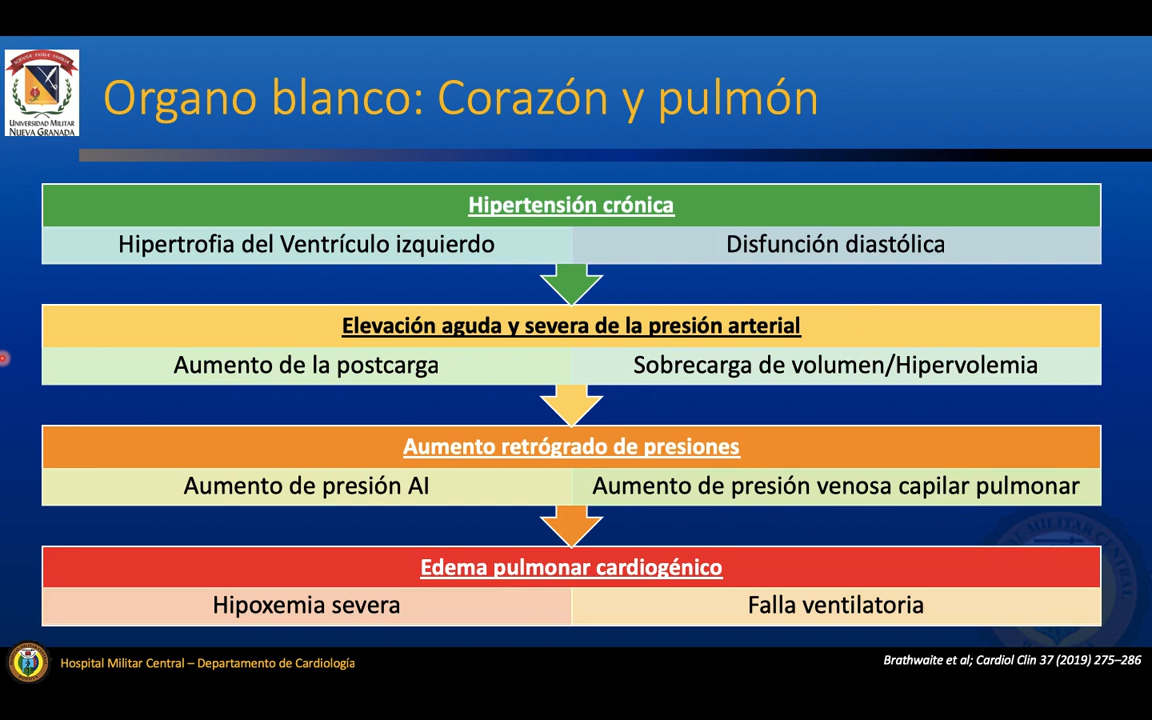 UNIVERSIDAD MILITAR
NUEVA GRANADA
Organo blanco: Corazón y pulmón
Hipertensión crónica
Hipertrofia del Ventrículo izquierdo
Disfunción diastólica
Elevación aguda y severa de la presión arterial
Aumento de la postcarga
Sobrecarga de volumen/Hipervolemia
Aumento retrógrado de presiones
Aumento de presión AI
Aumento de presión venosa capilar pulmonar
Edema pulmonar cardiogénico
Hipoxemia severa
Falla ventilatoria
Hospital Militar Central – Departamento de Cardiología
Brathwaite et al; Cardiol Clin 37 (2019) 275–286